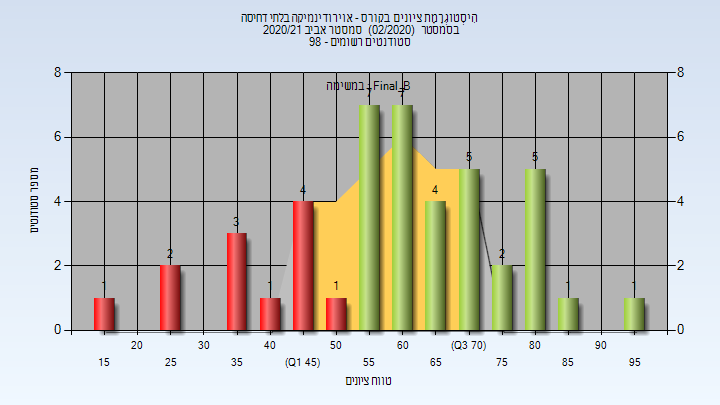 היסטוגרמת ציונים בקורס - אוירודינמיקה בלתי דחיסה
בסמסטר (02/2020) סמסטר אביב 2020/21
סטודנטים רשומים - 98
במשימה - Final_B
מספר סטודנטים
8 8
6 6
4 4
2 2
0 0
1 2 3 1 4 1 7 7 4 5 2 5 1 1
20 30 40 50 60 (Q3 70) 80 90
15 25 35 (Q1 45) 55 65 75 85 95
טווח ציונים